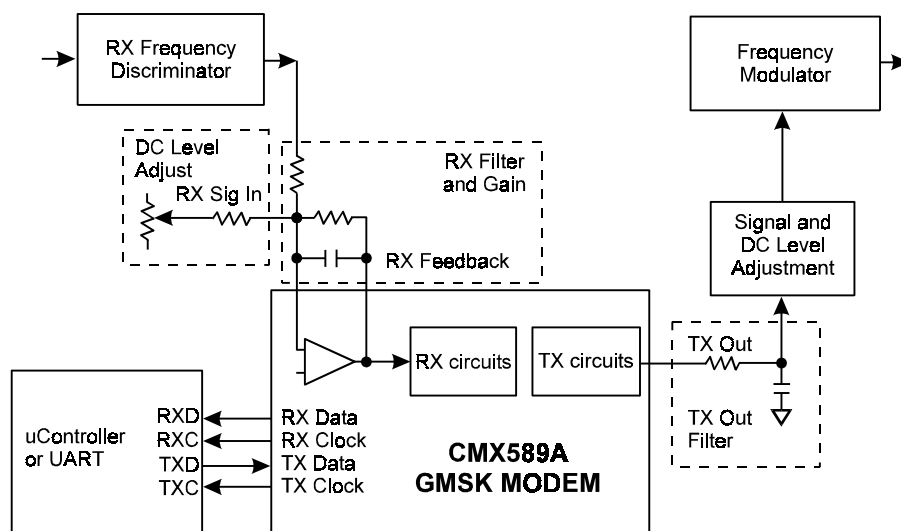 RX Frequency
Discriminator
Frequency
Modulator
DC Level
Adjust
RX Sig In
RX Filter
and Gain
RX Feedback
Signal and
DC Level
Adjustment
RX circuits
TX circuits
TX Out
TX Out
Filter
uController
or UART
RXD
RXC
TXD
TXC
RX Data
RX Clock
TX Data
TX Clock
CMX589A
GMSK MODEM